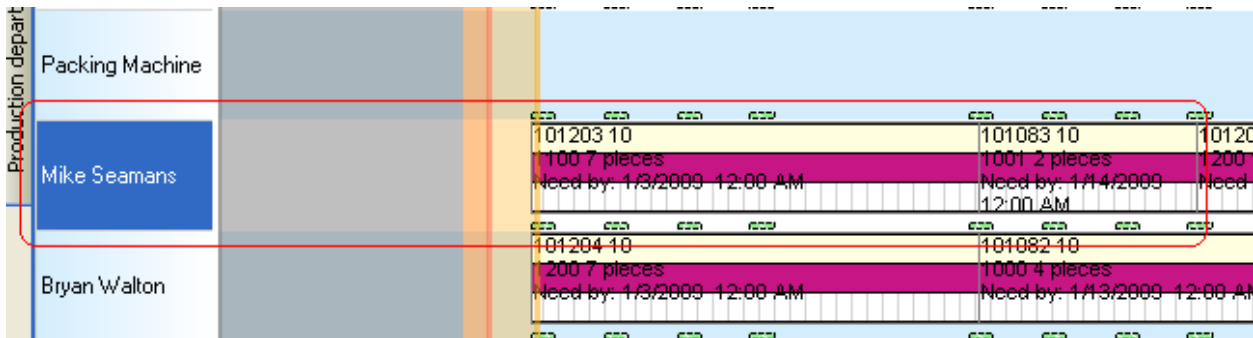 Production depart
Packing Machine
Mike Seamans
101203 10
1100 7 pieces
Need by: 1/3/2009 12:00 AM
101083 10
1001 2 pieces
Need by: 1/14/2009
12:00 AM
10120
1200
Need
Bryan Walton
101204 10
1200 7 pieces
Need by: 1/3/2009 12:00 AM
101082 10
1000 4 pieces
Need by: 1/13/2009 12:00 AM